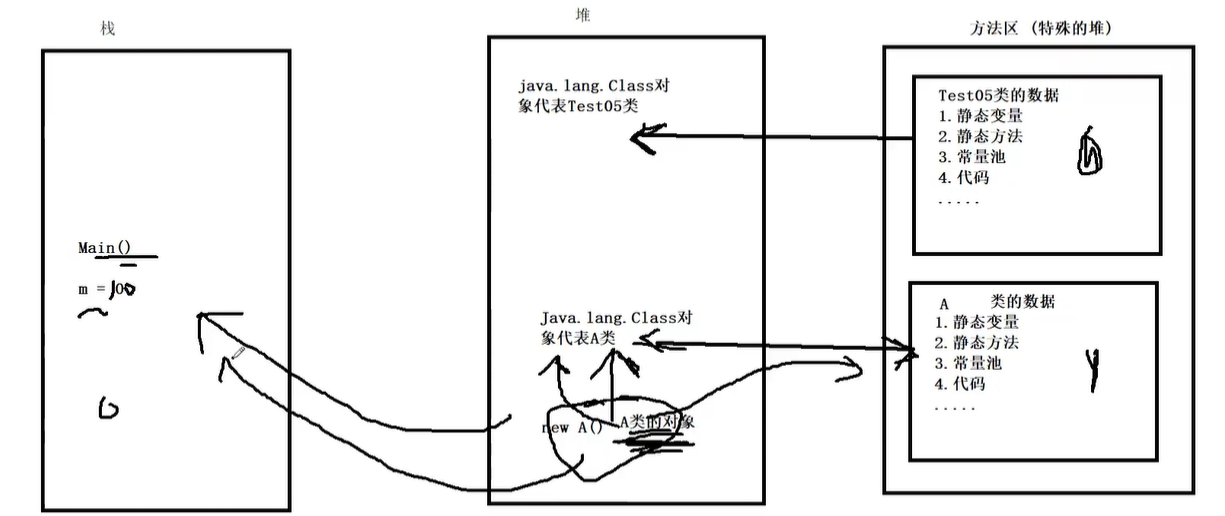 栈
堆
方法区 (特殊的堆)
java.lang.Class对
象代表Test05类
Test05类的数据
1.静态变量
2.静态方法
3.常量池
4.代码
.....
Main()
m = 100
Java.lang.Class对
象代表A类
A 类的数据
1.静态变量
2.静态方法
3.常量池
4.代码
.....
new A() A类的对象